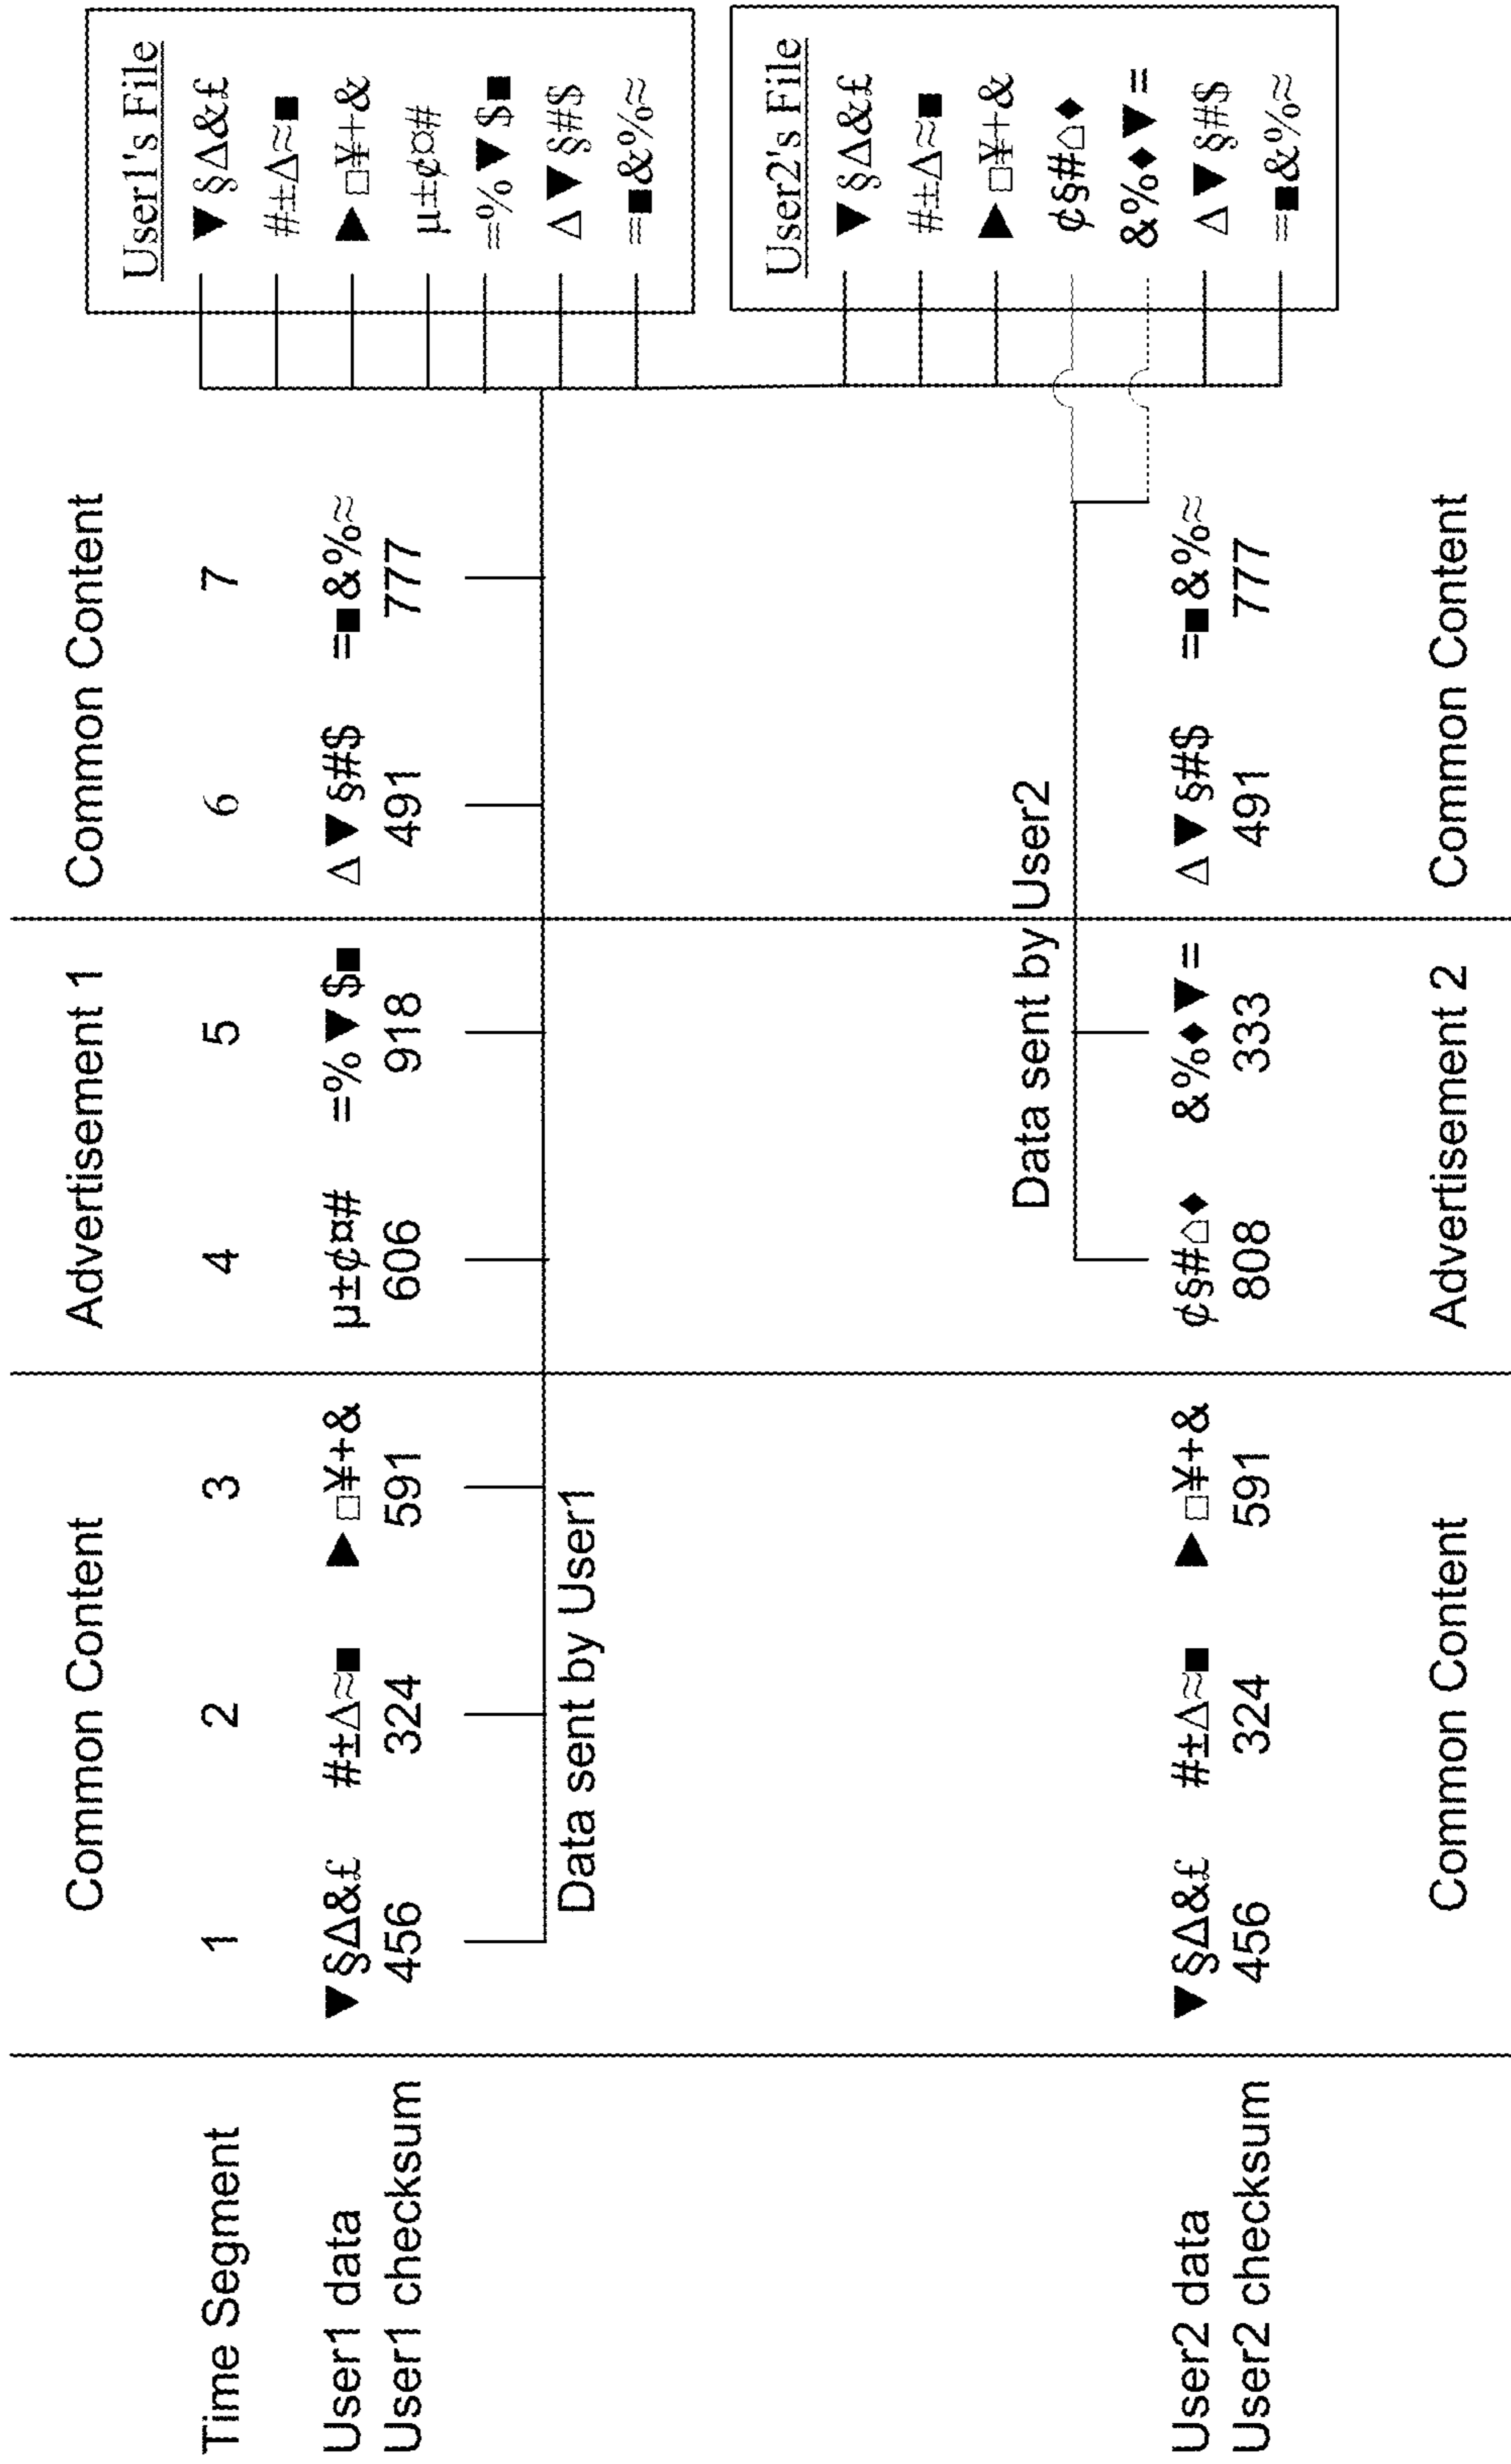 Common Content Advertisement 1 Common Content
Time Segment 1 2 3 4 5 6 7
User1 data ▼§Δ&£ #±Δ≈■ ▲□¥+& µ±¢¤# =%▼$■ Δ▼§#$ =■&%≈
User1 checksum 456 324 591 606 918 491 777
Data sent by User1
User1's File
▼§Δ&£
#±Δ≈■
▲□¥+&
µ±¢¤#
=%▼$■
Δ▼§#$
=■&%≈
Data sent by User2
User2 data ▼§Δ&£ #±Δ≈■ ▲□¥+& ¢§#⌂♦ &%♦▼= Δ▼§#$ =■&%≈
User2 checksum 456 324 591 808 333 491 777
Common Content Advertisement 2 Common Content
User2's File
▼§Δ&£
#±Δ≈■
▲□¥+&
¢§#⌂♦
&%♦▼=
Δ▼§#$
=■&%≈